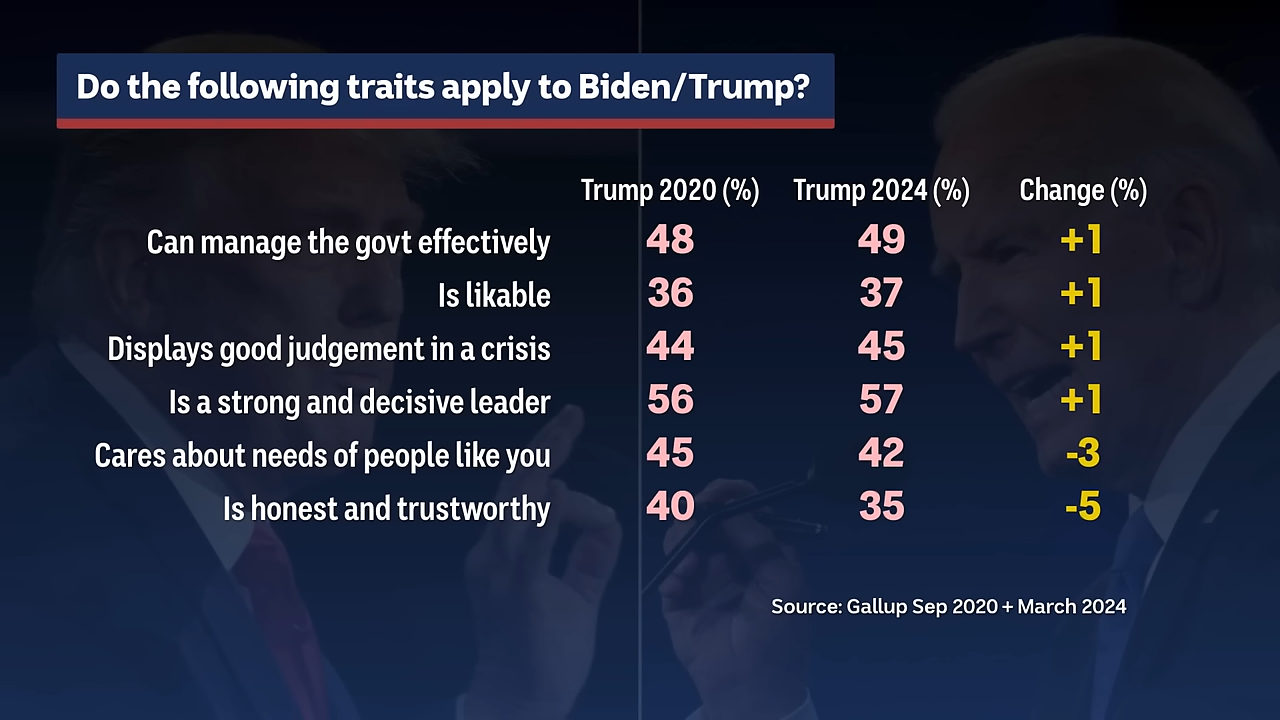 Do the following traits apply to Biden/Trump?
Trump 2020 (%) Trump 2024 (%) Change (%)
Can manage the govt effectively 48 49 +1
Is likable 36 37 +1
Displays good judgement in a crisis 44 45 +1
Is a strong and decisive leader 56 57 +1
Cares about needs of people like you 45 42 -3
Is honest and trustworthy 40 35 -5
Source: Gallup Sep 2020 + March 2024